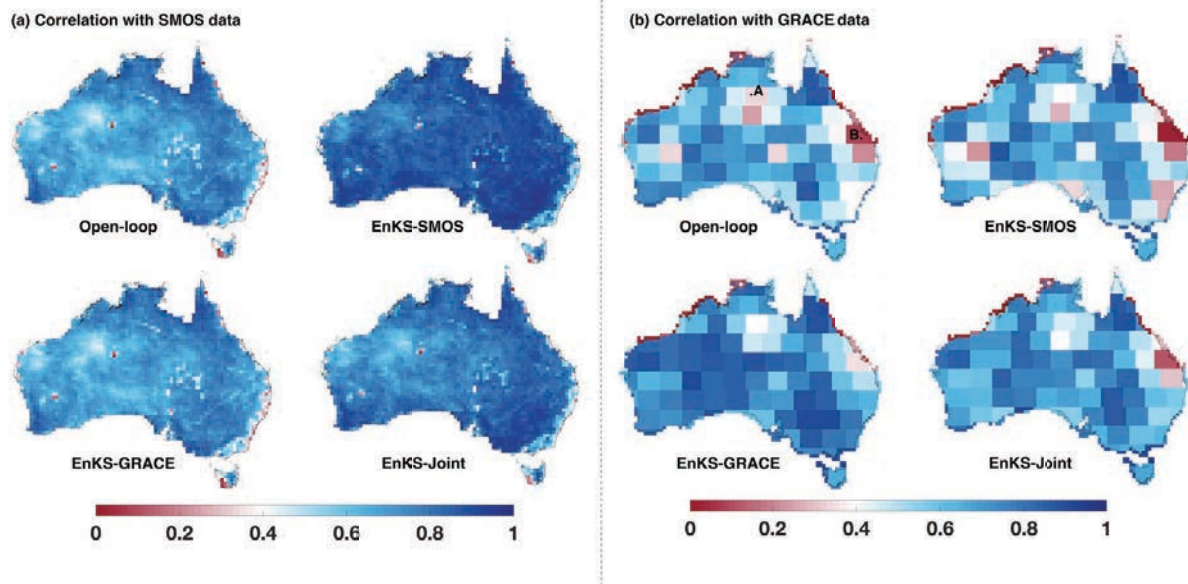 (a) Correlation with SMOS data
Open-loop
EnKS-SMOS
EnKS-GRACE
EnKS-Joint
0 0.2 0.4 0.6 0.8 1
(b) Correlation with GRACE data
.A
B.
Open-loop
EnKS-SMOS
EnKS-GRACE
EnKS-Joint
0 0.2 0.4 0.6 0.8 1